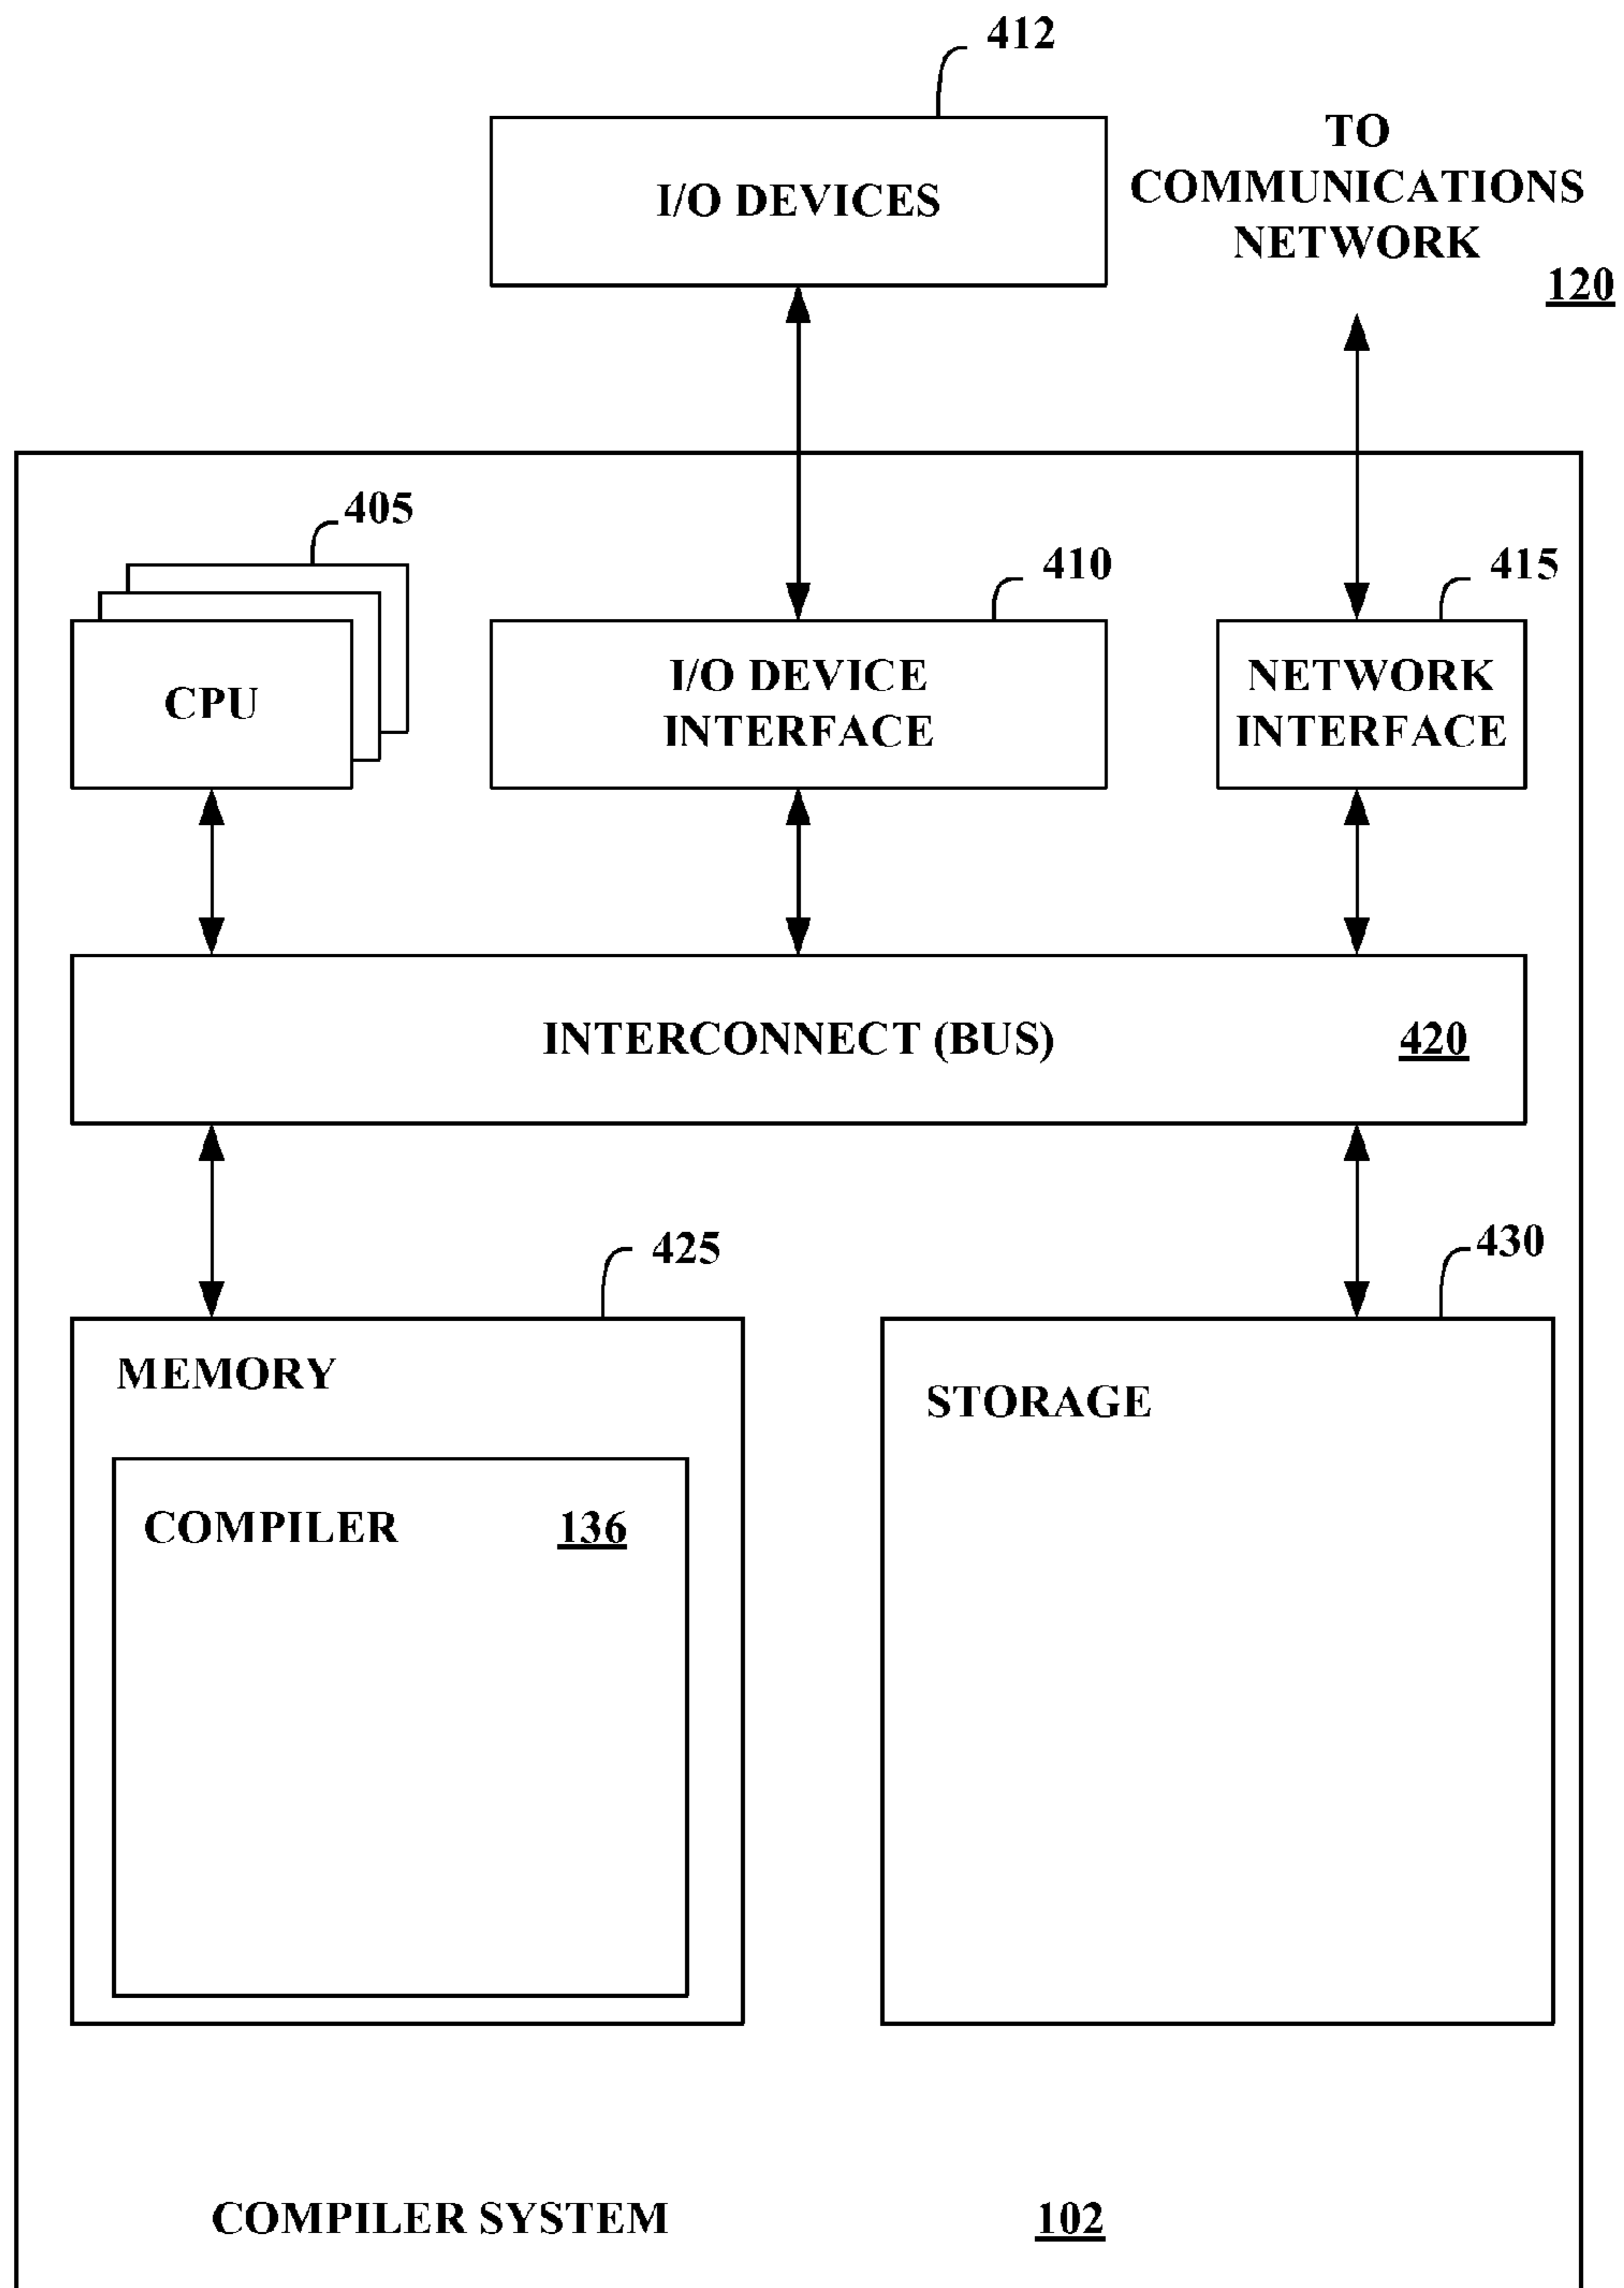 412
I/O DEVICES
TO
COMMUNICATIONS
NETWORK
120
405
410
415
CPU
I/O DEVICE
INTERFACE
NETWORK
INTERFACE
INTERCONNECT (BUS)
420
425
430
MEMORY
STORAGE
COMPILER
136
COMPILER SYSTEM
102